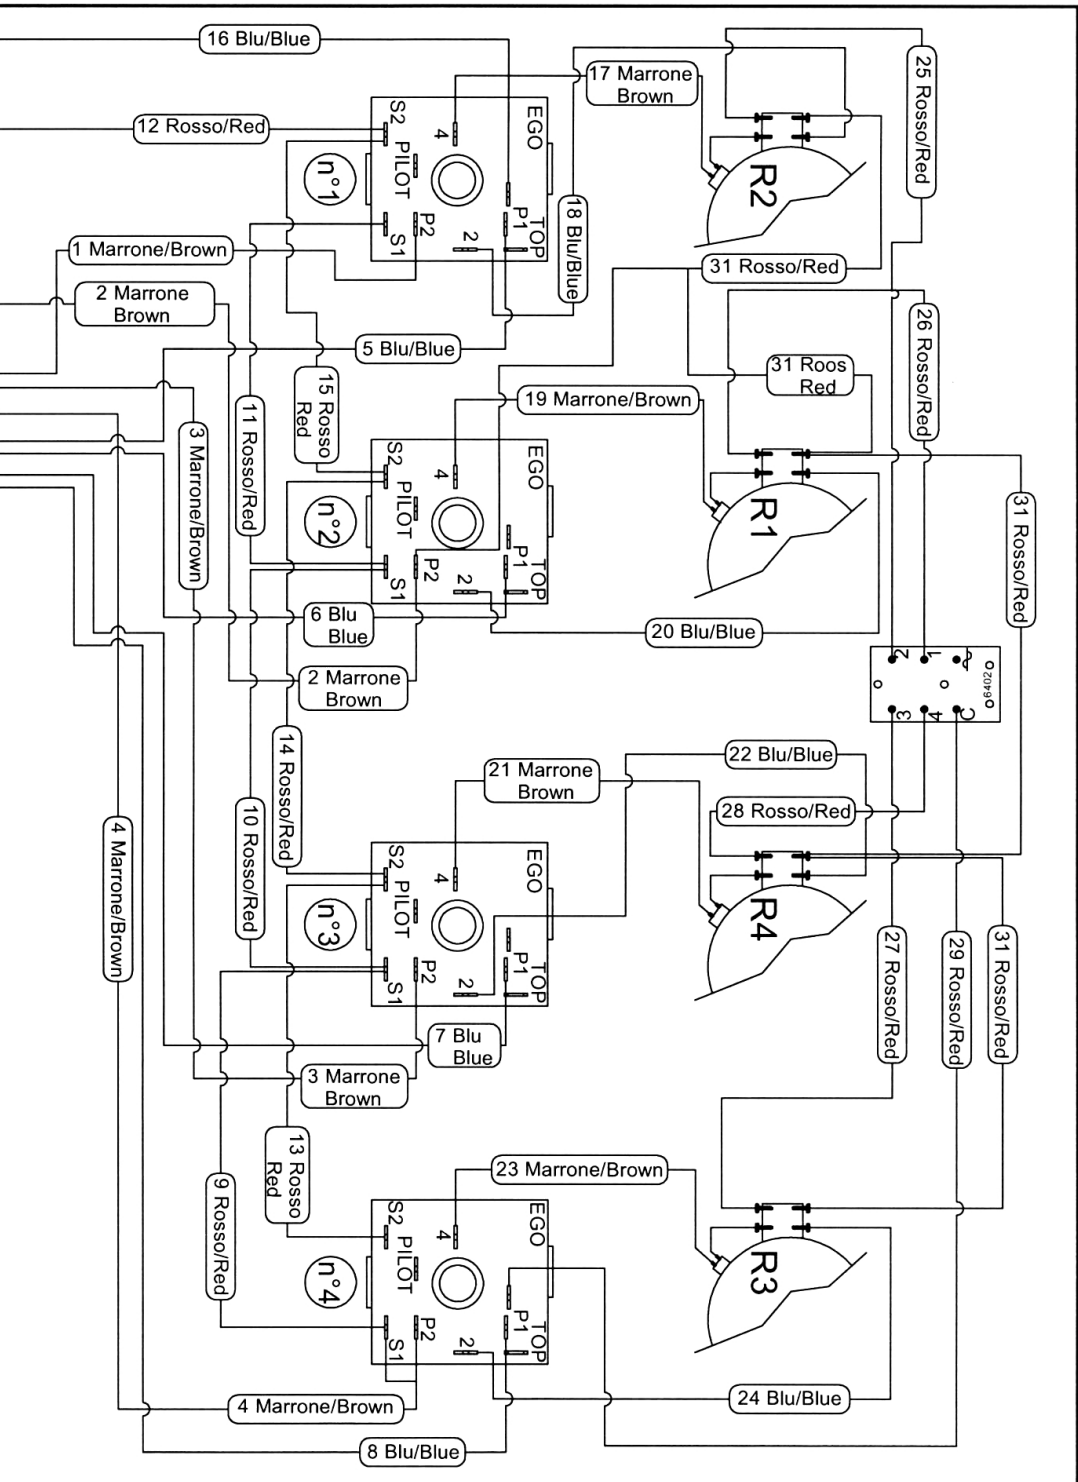 16 Blu/Blue
17 Marrone
Brown
25 Rosso/Red
12 Rosso/Red
n°1
S2
PILOT
4
EGO
S1
P2
2
P1
TOP
18 Blu/Blue
R2
1 Marrone/Brown
31 Rosso/Red
2 Marrone
Brown
5 Blu/Blue
26 Rosso/Red
31 Roos
Red
15 Rosso
Red
11 Rosso/Red
3 Marrone/Brown
19 Marrone/Brown
n°2
S2
PILOT
4
EGO
S1
P2
2
P1
TOP
R1
31 Rosso/Red
6 Blu
Blue
20 Blu/Blue
2 Marrone
Brown
2
1
P
3
4
C
06402
14 Rosso/Red
10 Rosso/Red
4 Marrone/Brown
21 Marrone
Brown
22 Blu/Blue
28 Rosso/Red
n°3
S2
PILOT
4
EGO
S1
P2
2
P1
TOP
R4
27 Rosso/Red
29 Rosso/Red
31 Rosso/Red
7 Blu
Blue
3 Marrone
Brown
13 Rosso
Red
9 Rosso/Red
23 Marrone/Brown
n°4
S2
PILOT
4
EGO
S1
P2
2
P1
TOP
R3
24 Blu/Blue
4 Marrone/Brown
8 Blu/Blue